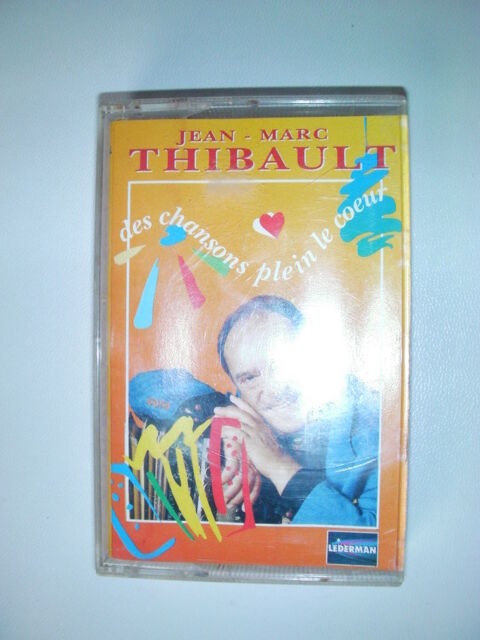 JEAN - MARC
THIBAULT
des chansons plein le coeur
LEDERMAN